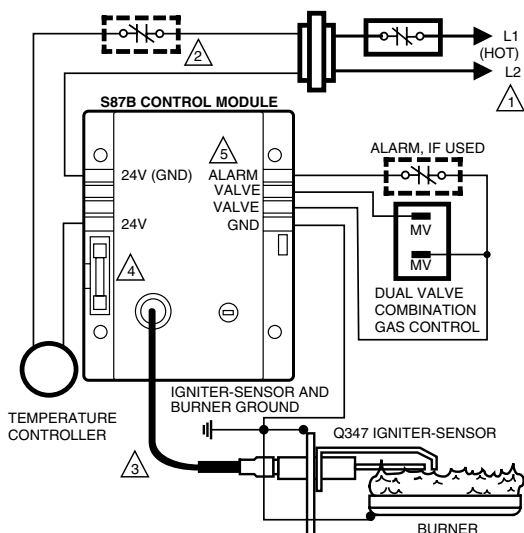 L1
(HOT)
L2
2
1
S87B CONTROL MODULE
5
ALARM, IF USED
24V (GND)
ALARM
VALVE
VALVE
24V
GND
MV
MV
4
DUAL VALVE
COMBINATION
GAS CONTROL
IGNITER-SENSOR AND
BURNER GROUND
TEMPERATURE
CONTROLLER
Q347 IGNITER-SENSOR
3
BURNER